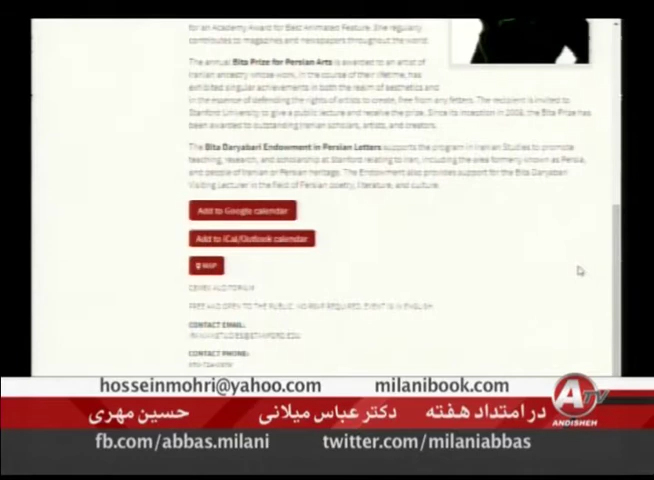 for an Academy Award for Best Animated Feature. She regularly
contributes to magazines and newspapers throughout the world.
The annual Bita Prize for Persian Arts is awarded to an artist of
Iranian ancestry whose work, in the course of their lifetime, has
exhibited singular achievements in both the realm of aesthetics and
in the essence of defending the rights of artists to create, free from any fetters. The recipient is invited to
Stanford University to give a public lecture and receive the prize. Since its inception in 2008, the Bita Prize has
been awarded to outstanding Iranian scholars, artists, and creators.
The Bita Daryabari Endowment in Persian Letters supports the program in Iranian Studies to promote
teaching, research, and scholarship at Stanford relating to Iran, including the area formerly known as Persia,
and people of Iranian or Persian heritage. The Endowment also provides support for the Bita Daryabari
Visiting Lecturer in the field of Persian poetry, literature, and culture.
Add to Google calendar
Add to iCal/Outlook calendar
MAP
CEMEX AUDITORIUM
FREE AND OPEN TO THE PUBLIC. NO RSVP REQUIRED. EVENT IS IN ENGLISH
CONTACT EMAIL:
IRANIANSTUDIES@STANFORD.EDU
CONTACT PHONE:
hosseinmohri@yahoo.com milanibook.com
در امتداد هفته دکتر عباس میلانی حسین مهری
ATV
ANDISHEH
fb.com/abbas.milani twitter.com/milaniabbas